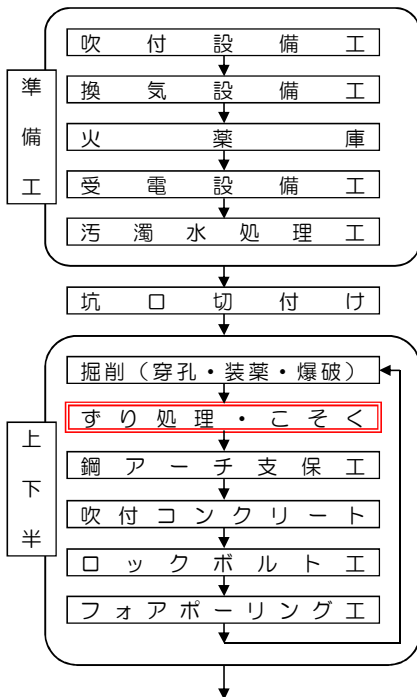 準備工
吹付設備工
換気設備工
火薬庫
受電設備工
汚濁水処理工
坑口切付け
上下半
掘削（穿孔・装薬・爆破）
ずり処理・こそく
鋼アーチ支保工
吹付コンクリート
ロックボルト工
フォアポーリング工